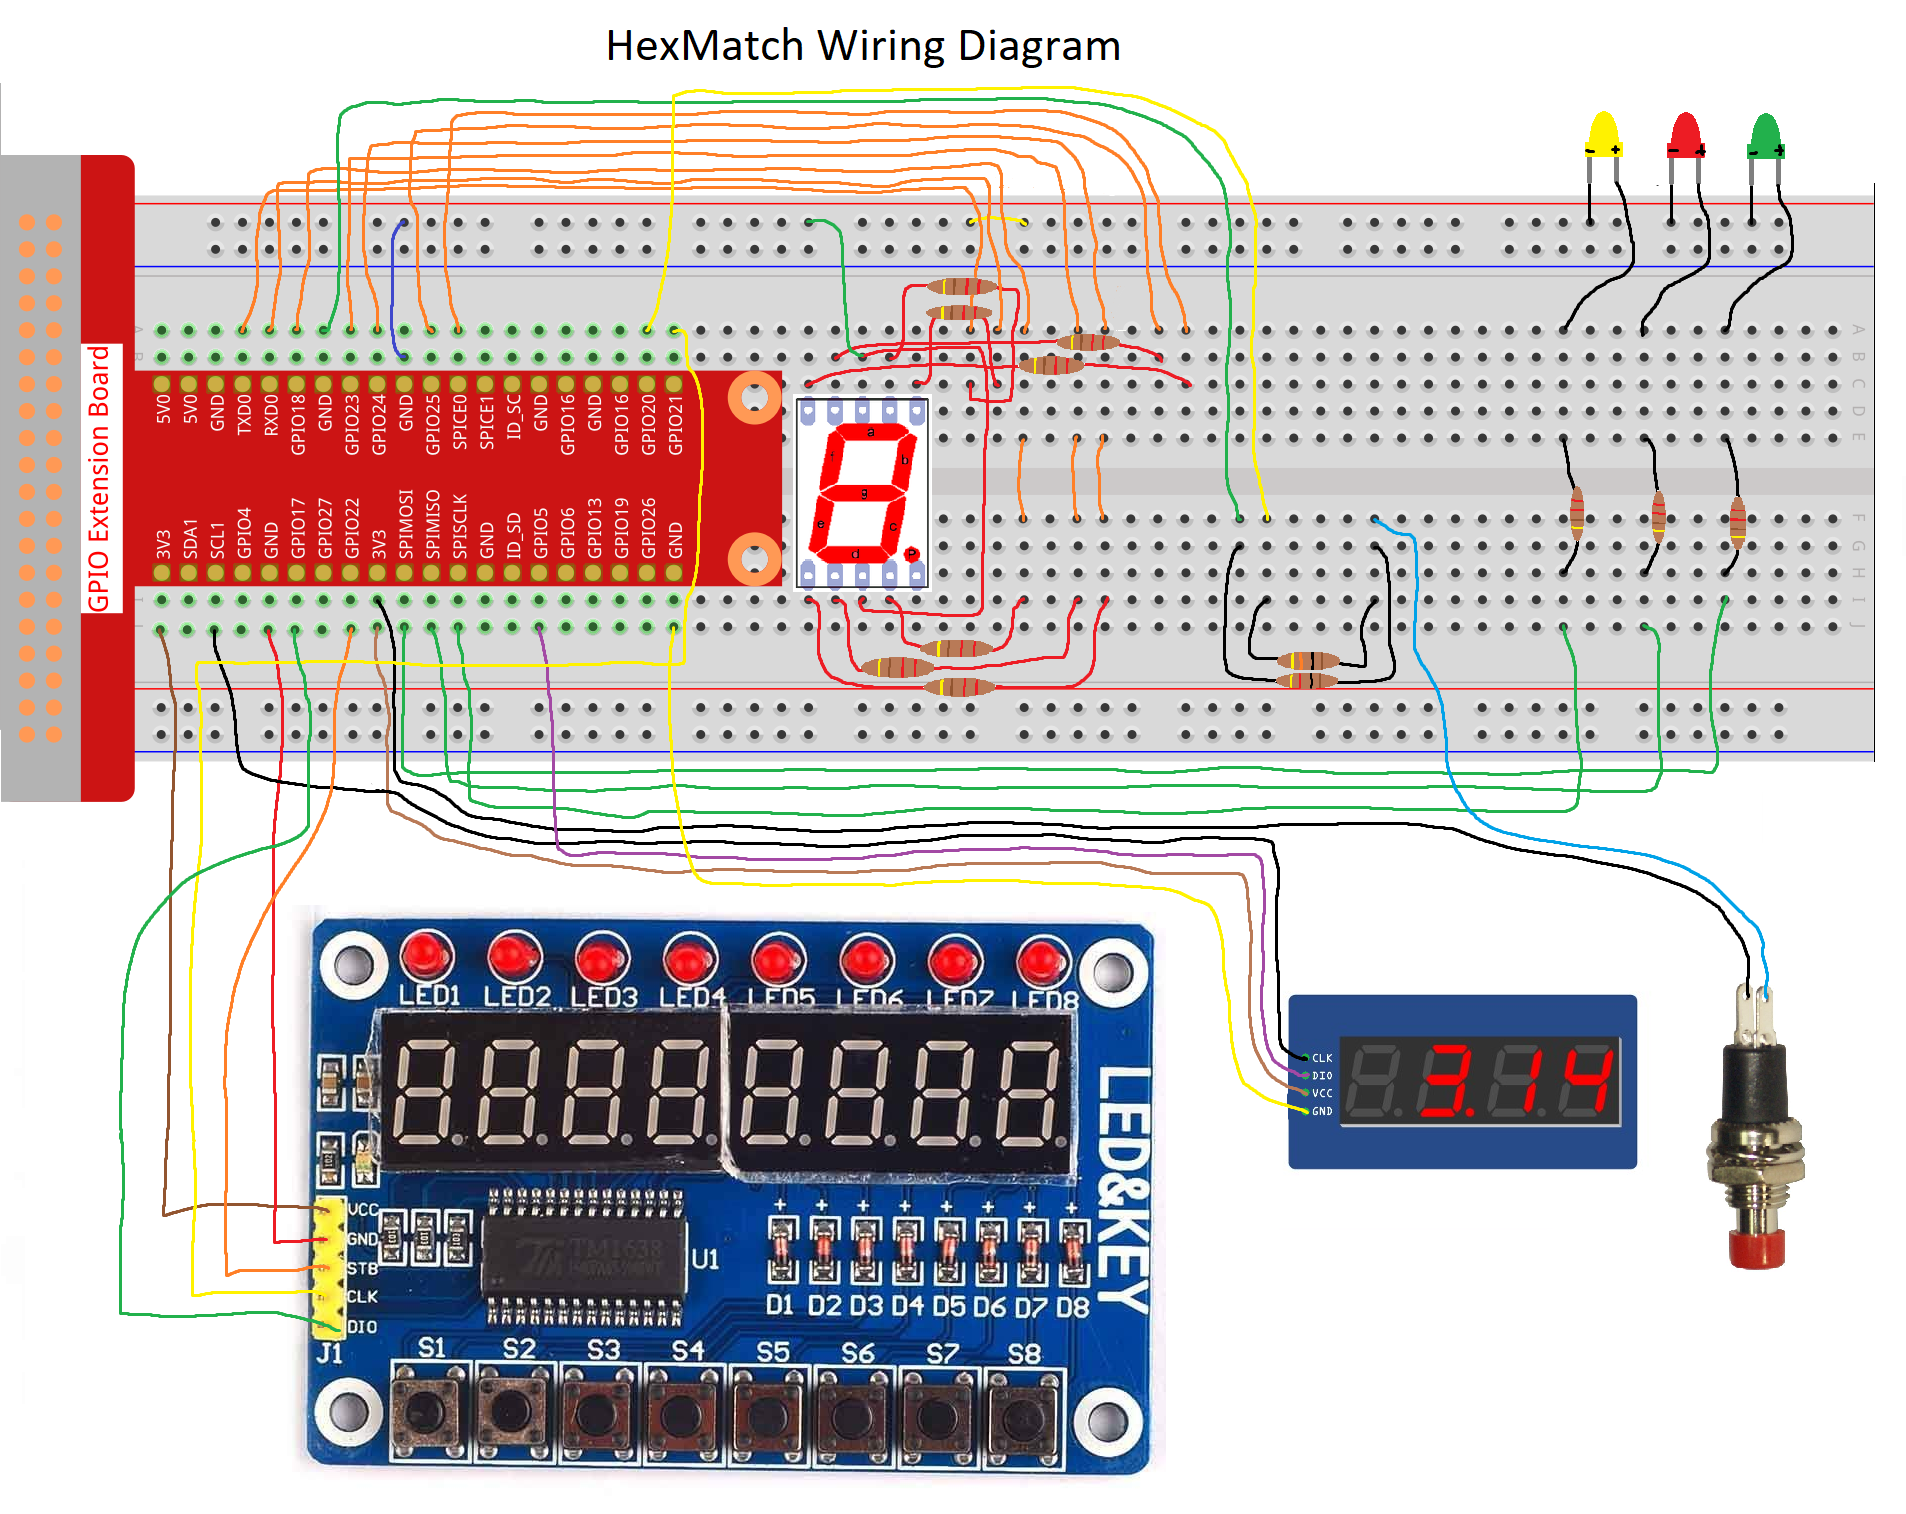 HexMatch Wiring Diagram
GPIO Extension Board
5V0
5V0
GND
TXD0
RXD0
GPIO18
GND
GPIO23
GPIO24
GND
GPIO25
SPICE0
SPICE1
ID_SC
GND
GPIO16
GND
GPIO16
GPIO20
GPIO21
3V3
SDA1
SCL1
GPIO4
GND
GPIO17
GPIO27
GPIO22
3V3
SPIMOSI
SPIMISO
SPISCLK
GND
ID_SD
GPIO5
GPIO6
GPIO13
GPIO19
GPIO26
GND
a
f
b
g
e
c
d
- +
- +
- +
A
B
C
D
E
F
G
H
I
J
LED1 LED2 LED3 LED4 LED5 LED6 LED7 LED8
LED&KEY
VCC
GND
STB
CLK
DIO
J1
TM1638
U1
+ + + + + + + +
D1 D2 D3 D4 D5 D6 D7 D8
S1 S2 S3 S4 S5 S6 S7 S8
CLK
DIO
VCC
GND
3.14